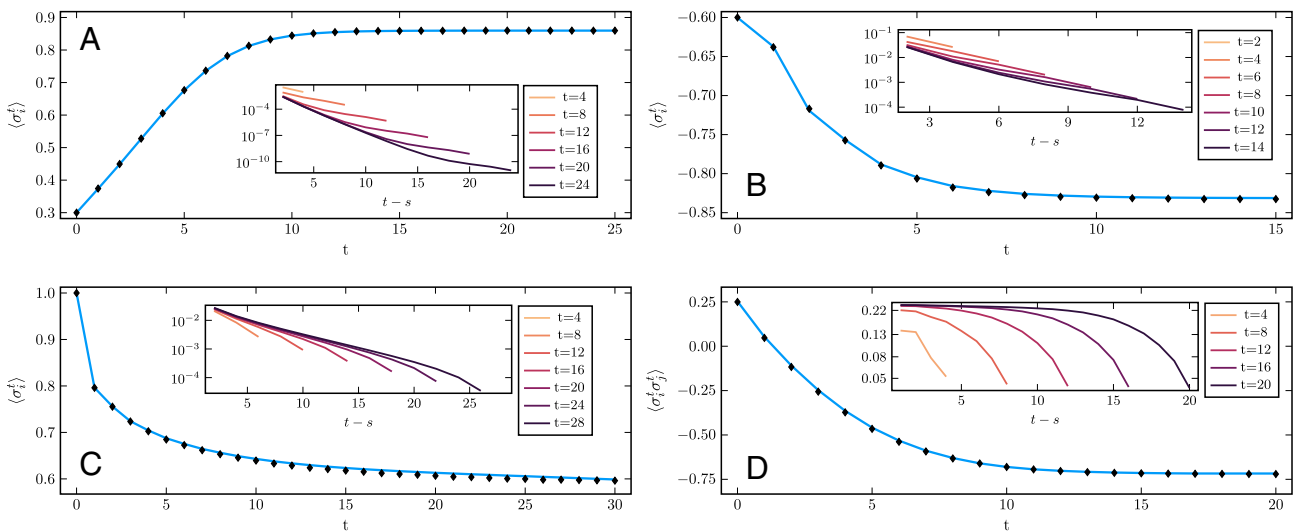 A
⟨σ_i^t⟩
0.9
0.8
0.7
0.6
0.5
0.4
0.3
0
5
10
15
20
25
t
10^−4
10^−7
10^−10
5
10
15
20
t − s
t=4
t=8
t=12
t=16
t=20
t=24
B
⟨σ_i^t⟩
−0.60
−0.65
−0.70
−0.75
−0.80
−0.85
0
5
10
15
t
10^−1
10^−2
10^−3
10^−4
3
6
9
12
t − s
t=2
t=4
t=6
t=8
t=10
t=12
t=14
C
⟨σ_i^t⟩
1.0
0.9
0.8
0.7
0.6
0
5
10
15
20
25
30
t
10^−2
10^−3
10^−4
5
10
15
20
25
t − s
t=4
t=8
t=12
t=16
t=20
t=24
t=28
D
⟨σ_i^t σ_j^t⟩
0.25
0.00
−0.25
−0.50
−0.75
0
5
10
15
20
t
0.22
0.13
0.08
0.05
5
10
15
20
t − s
t=4
t=8
t=12
t=16
t=20